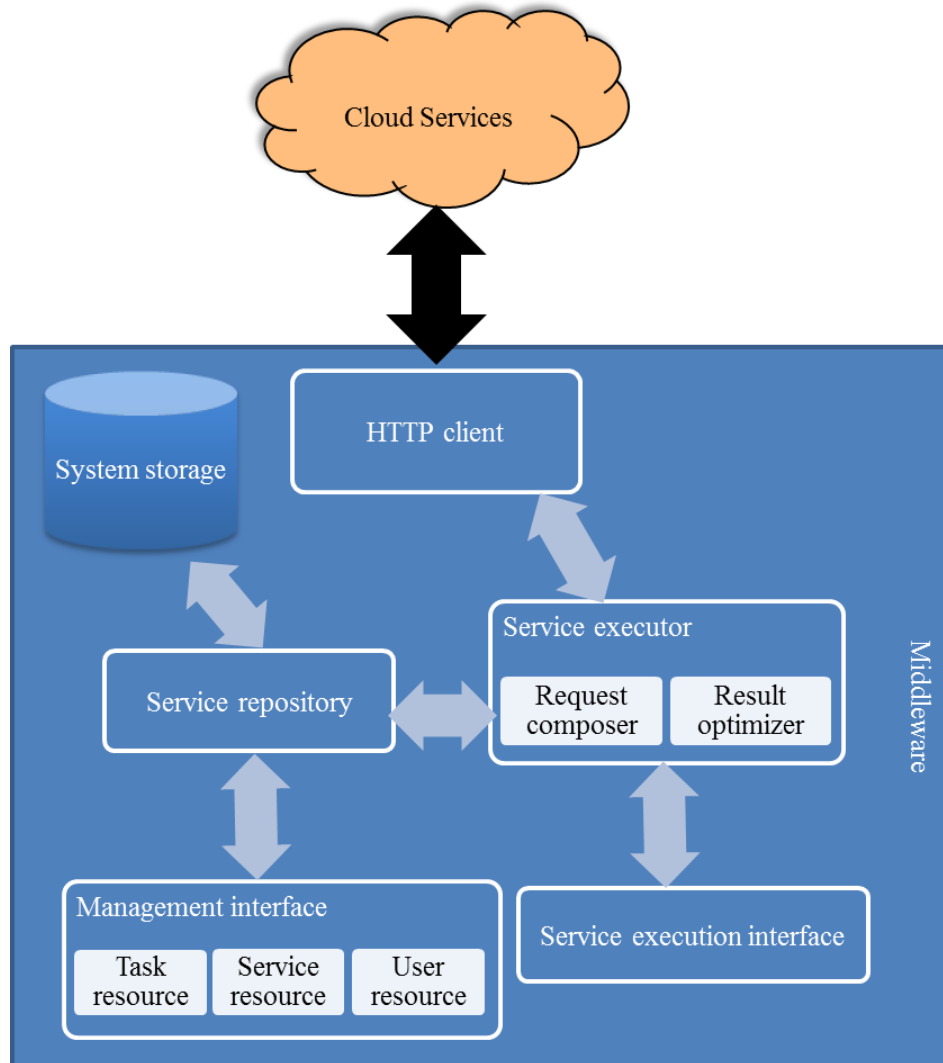 Cloud Services
HTTP client
System storage
Service executor
Request
composer
Result
optimizer
Service repository
Middleware
Management interface
Task
resource
Service
resource
User
resource
Service execution interface